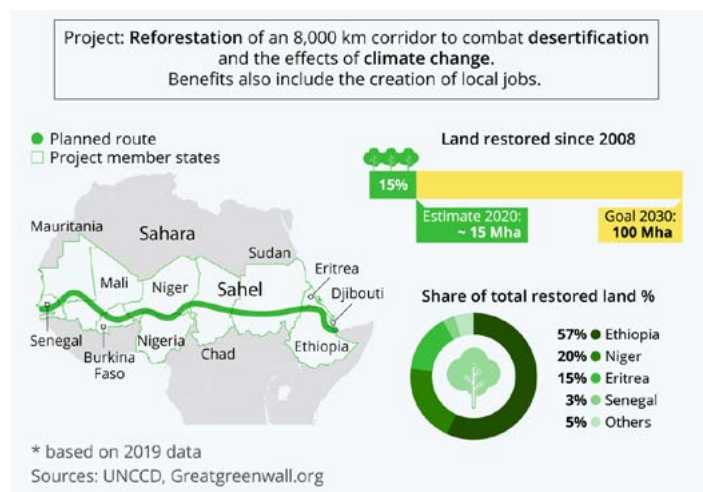 Project: Reforestation of an 8,000 km corridor to combat desertification
and the effects of climate change.
Benefits also include the creation of local jobs.
Planned route
Project member states
Land restored since 2008
15%
Estimate 2020:
~ 15 Mha
Goal 2030:
100 Mha
Mauritania
Sahara
Sudan
Mali
Niger
Sahel
Eritrea
Djibouti
Senegal
Burkina
Faso
Nigeria
Chad
Ethiopia
Share of total restored land %
57% Ethiopia
20% Niger
15% Eritrea
3% Senegal
5% Others
* based on 2019 data
Sources: UNCCD, Greatgreenwall.org